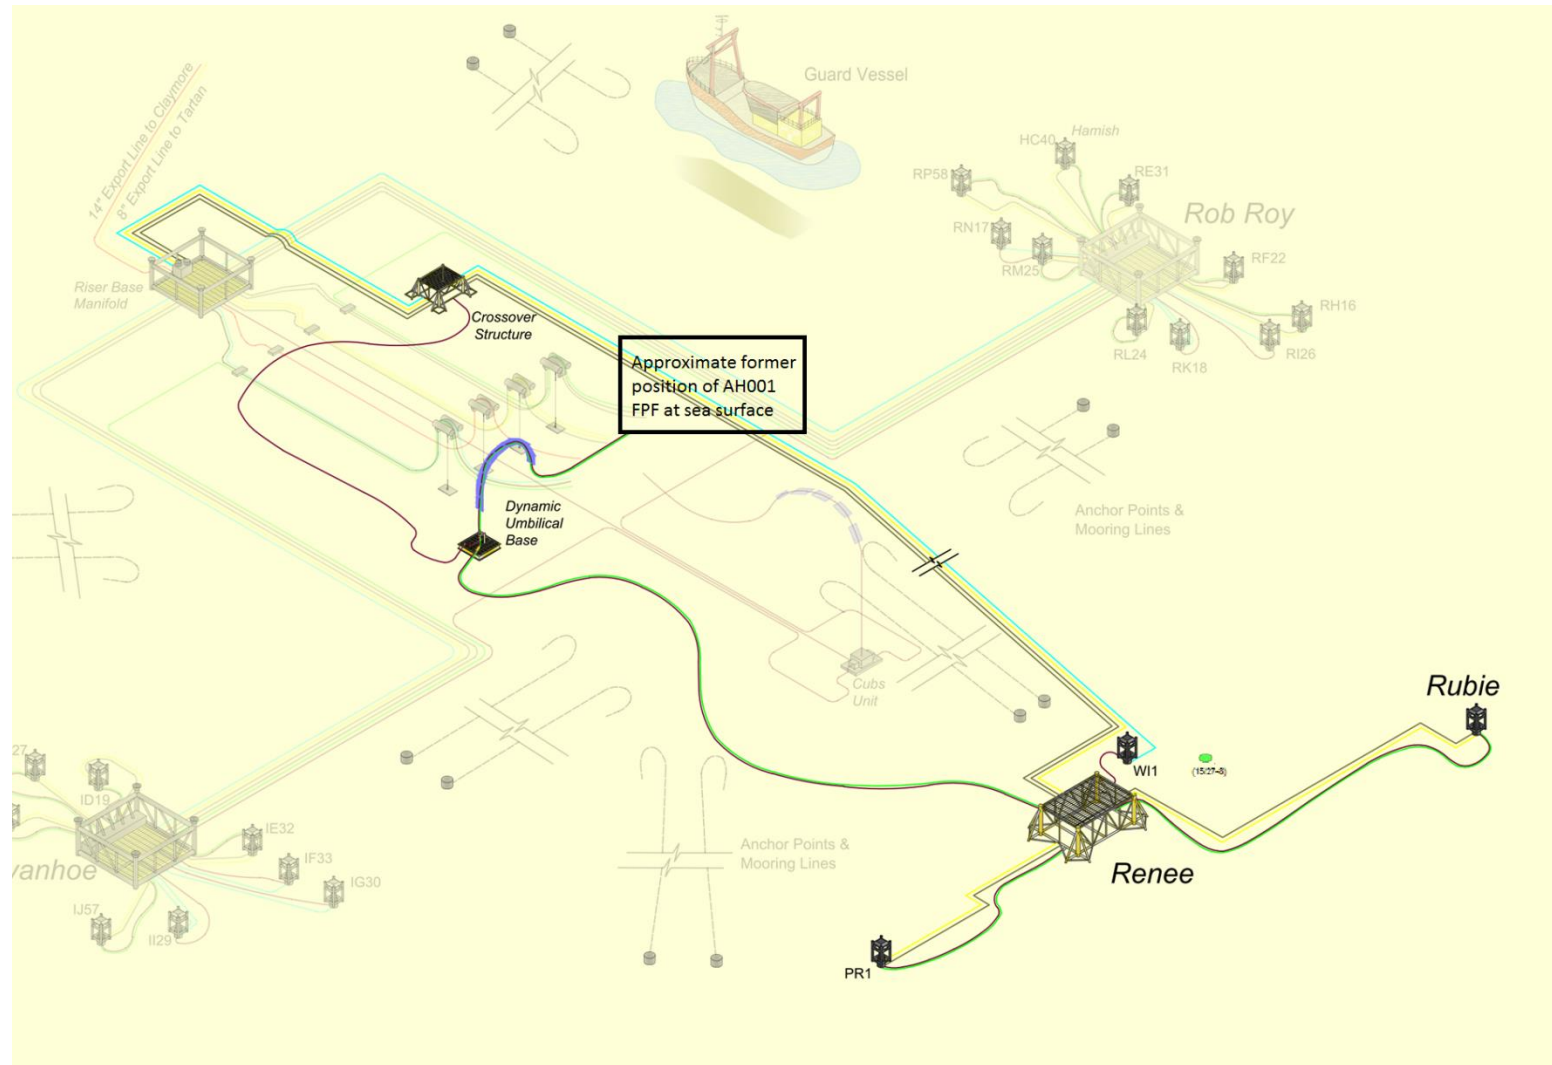 Guard Vessel
14" Export Line to Claymore
8" Export Line to Tartan
HC40
Hamish
RP58
RE31
Rob Roy
RN17
RM25
RF22
RH16
RL24
RK18
RI26
Riser Base
Manifold
Crossover
Structure
Approximate former
position of AH001
FPF at sea surface
Dynamic
Umbilical
Base
Anchor Points &
Mooring Lines
Cubs
Unit
Rubie
WI1
(15/27-8)
Renee
PR1
27
ID19
IE32
IF33
IG30
vanhoe
IJ57
II29
Anchor Points &
Mooring Lines